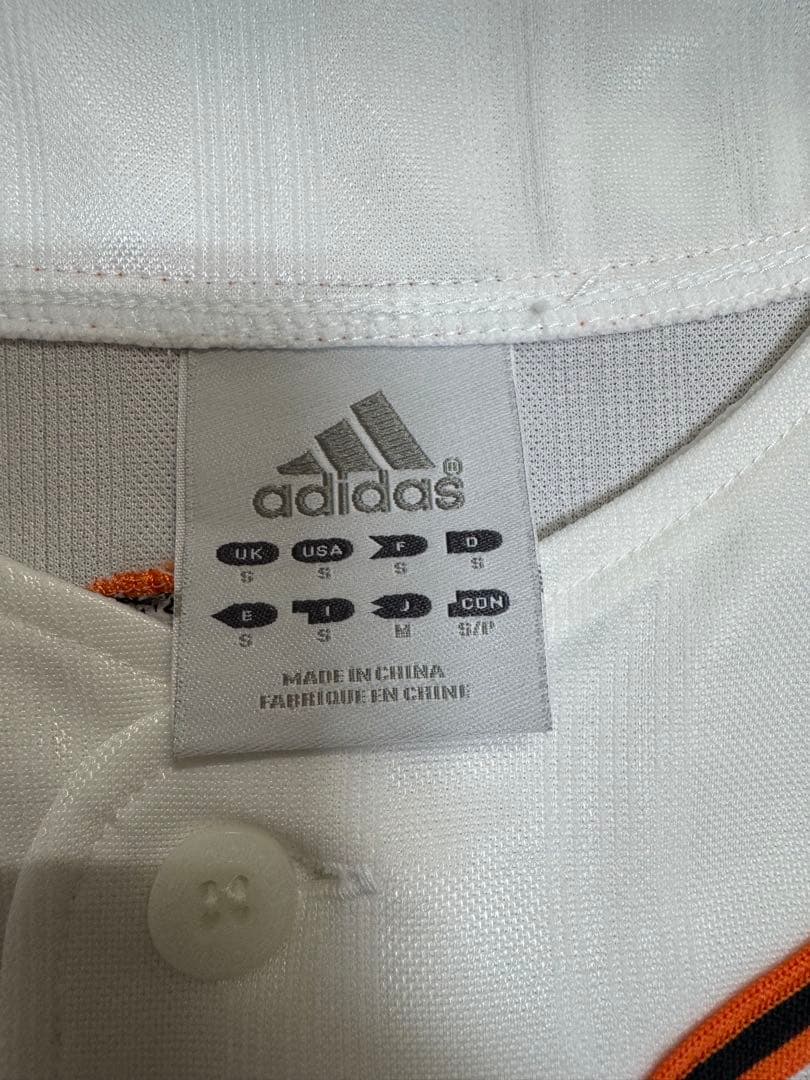 adidas®
UK USA F D
S S S S
E I J CDN
S S M S/P
MADE IN CHINA
FABRIQUE EN CHINE